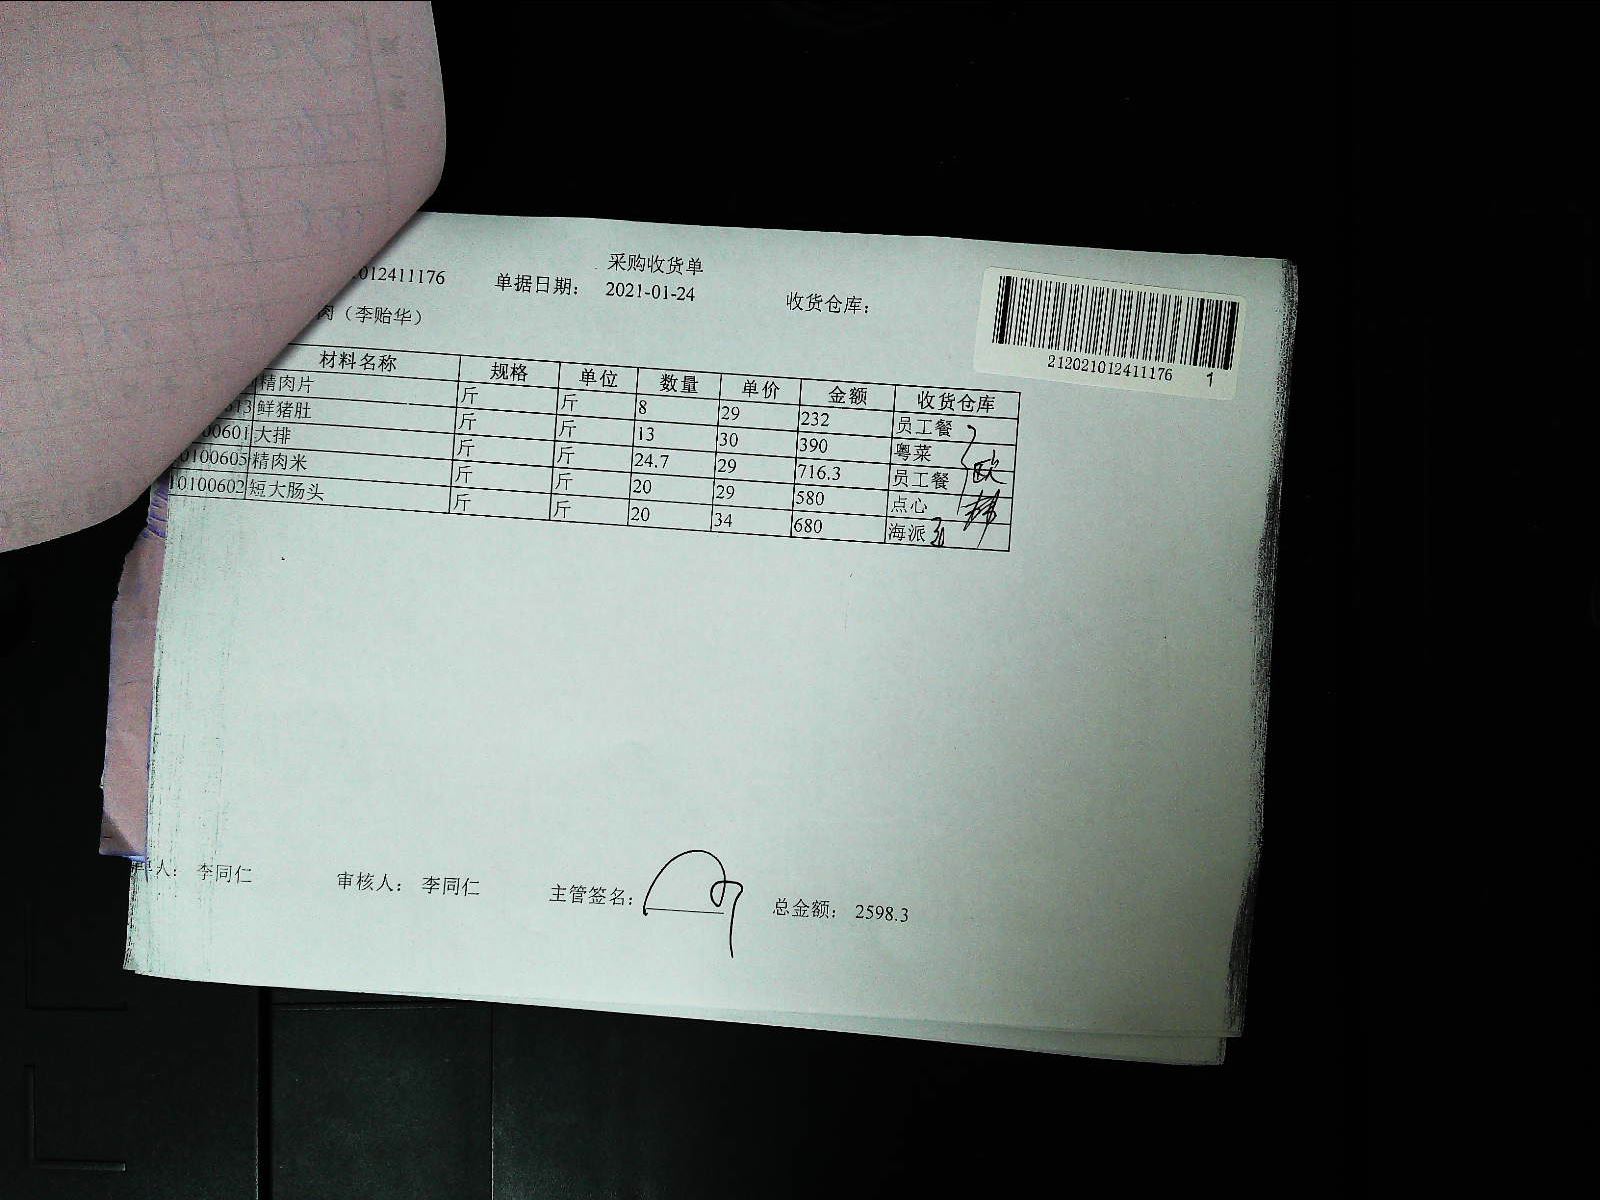 采购收货单
012411176 单据日期： 2021-01-24 收货仓库：
肉（李贻华）
212021012411176 1
材料名称 规格 单位 数量 单价 金额 收货仓库
精肉片 斤 斤 8 29 232 员工餐
13 鲜猪肚 斤 斤 13 30 390 粤菜
00601 大排 斤 斤 24.7 29 716.3 员工餐
0100605 精肉米 斤 斤 20 29 580 点心
10100602 短大肠头 斤 斤 20 34 680 海派
单人： 李同仁 审核人： 李同仁 主管签名： 总金额： 2598.3